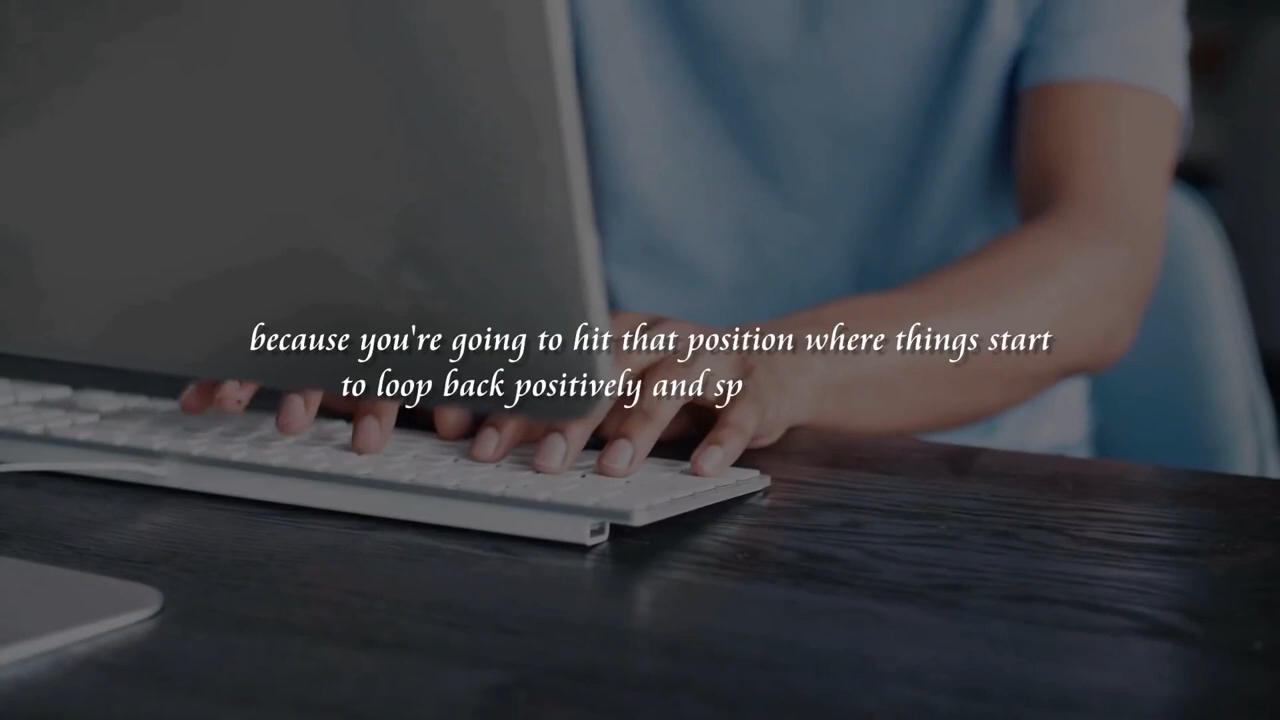 because you're going to hit that position where things start
to loop back positively and sp